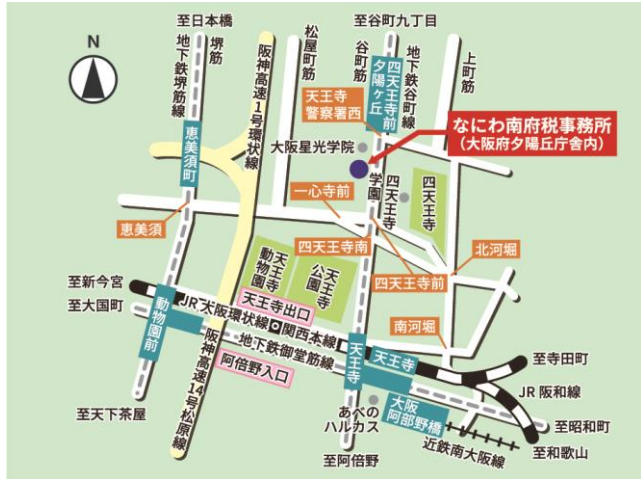 至日本橋
至谷町九丁目
N
地下鉄堺筋線
堺筋
阪神高速1号環状線
松屋町筋
谷町筋
四天王寺前
夕陽ヶ丘
地下鉄谷町線
上町筋
天王寺
警察署西
なにわ南府税事務所
(大阪府夕陽丘庁舎内)
大阪星光学院
恵美須町
学園
一心寺前
四天王寺
四天王寺
恵美須
四天王寺南
四天王寺前
北河堀
天王寺
動物園
天王寺
公園
至新今宮
天王寺出口
至大国町
JR大阪環状線
関西本線
南河堀
動物園前
地下鉄御堂筋線
天王寺
天王寺
至寺田町
阿倍野入口
阪神高速14号松原線
JR阪和線
至天下茶屋
あべの
ハルカス
大阪
阿部野橋
至昭和町
近鉄南大阪線
至和歌山
至阿倍野